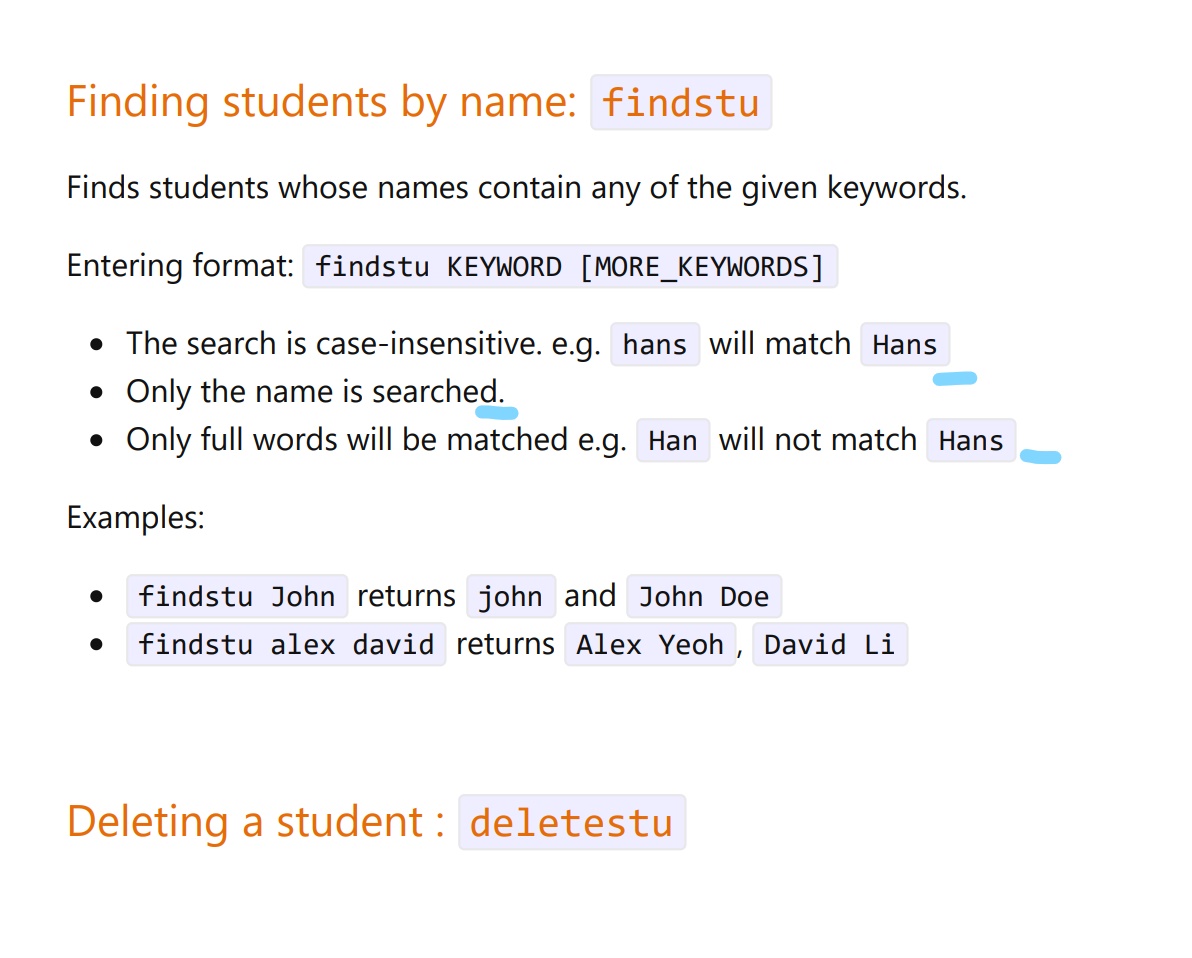 Finding students by name: findstu
Finds students whose names contain any of the given keywords.
Entering format: findstu KEYWORD [MORE_KEYWORDS]
The search is case-insensitive. e.g. hans will match Hans
Only the name is searched.
Only full words will be matched e.g. Han will not match Hans
Examples:
findstu John returns john and John Doe
findstu alex david returns Alex Yeoh, David Li
Deleting a student : deletestu